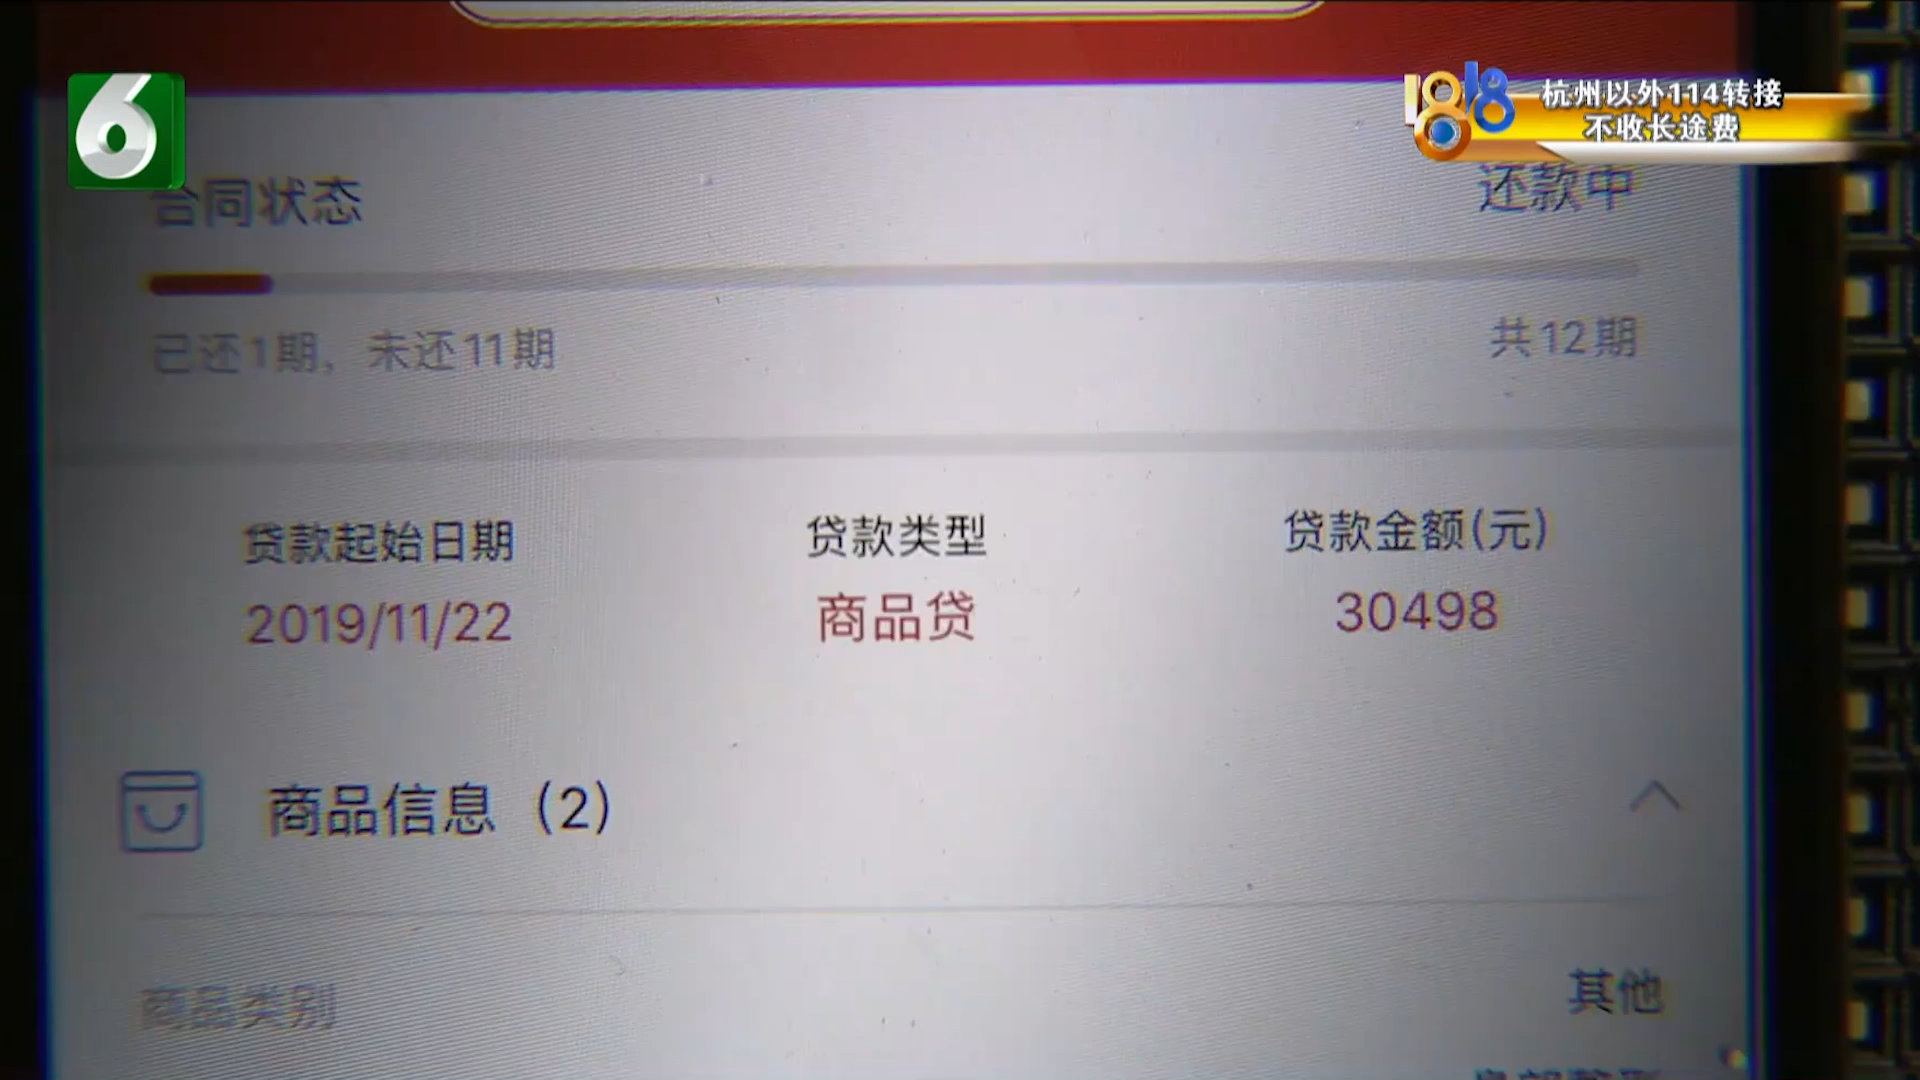 6
1818
杭州以外114转接
不收长途费
合同状态
还款中
已还1期，未还11期
共12期
贷款起始日期
贷款类型
贷款金额(元)
2019/11/22
商品贷
30498
商品信息（2）
商品类别
其他